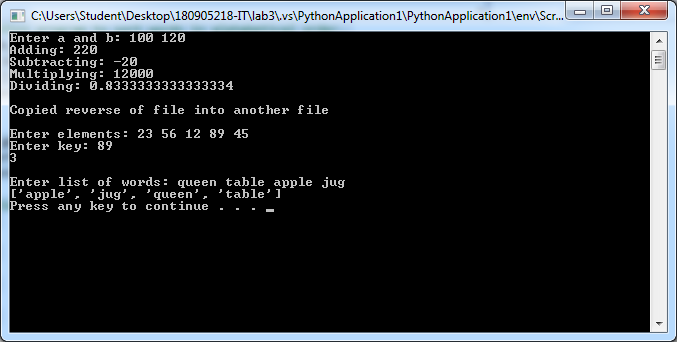 C:\Users\Student\Desktop\180905218-IT\lab3\.vs\PythonApplication1\PythonApplication1\env\Scr...
Enter a and b: 100 120
Adding: 220
Subtracting: -20
Multiplying: 12000
Dividing: 0.8333333333333334
Copied reverse of file into another file
Enter elements: 23 56 12 89 45
Enter key: 89
3
Enter list of words: queen table apple jug
['apple', 'jug', 'queen', 'table']
Press any key to continue . . . _